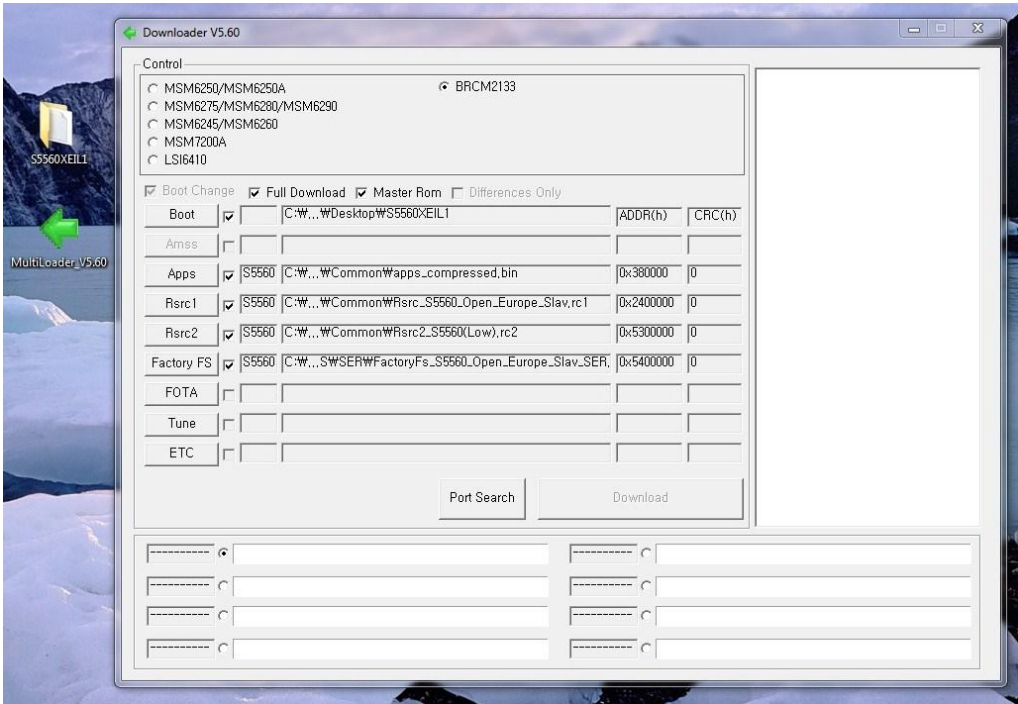 Downloader V5.60
Control
MSM6250/MSM6250A
BRCM2133
MSM6275/MSM6280/MSM6290
MSM6245/MSM6260
MSM7200A
LSI6410
Boot Change Full Download Master Rom Differences Only
Boot C:₩,,,₩Desktop₩S5560XEIL1 ADDR(h) CRC(h)
Amss
Apps S5560 C:₩,,,₩Common₩apps_compressed,bin 0x380000 0
Rsrc1 S5560 C:₩,,,₩Common₩Rsrc_S5560_Open_Europe_Slav,rc1 0x2400000 0
Rsrc2 S5560 C:₩,,,₩Common₩Rsrc2_S5560(Low),rc2 0x5300000 0
Factory FS S5560 C:₩,,,S₩SER₩FactoryFs_S5560_Open_Europe_Slav_SER, 0x5400000 0
FOTA
Tune
ETC
Port Search Download
---------- ----------
---------- ----------
---------- ----------
---------- ----------
S5560XEIL1
MultiLoader_V5.60